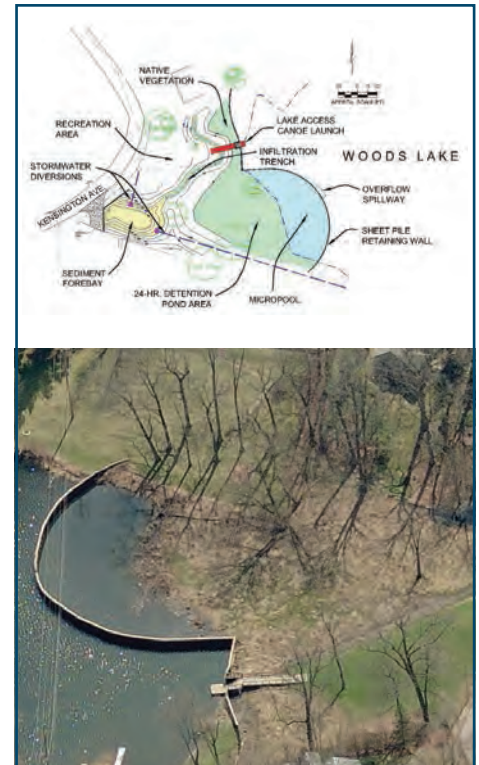 NATIVE
VEGETATION
RECREATION
AREA
STORMWATER
DIVERSIONS
KENSINGTON AVE.
SEDIMENT
FOREBAY
24-HR. DETENTION
POND AREA
MICROPOOL
LAKE ACCESS
CANOE LAUNCH
INFILTRATION
TRENCH
WOODS LAKE
OVERFLOW
SPILLWAY
SHEET PILE
RETAINING WALL